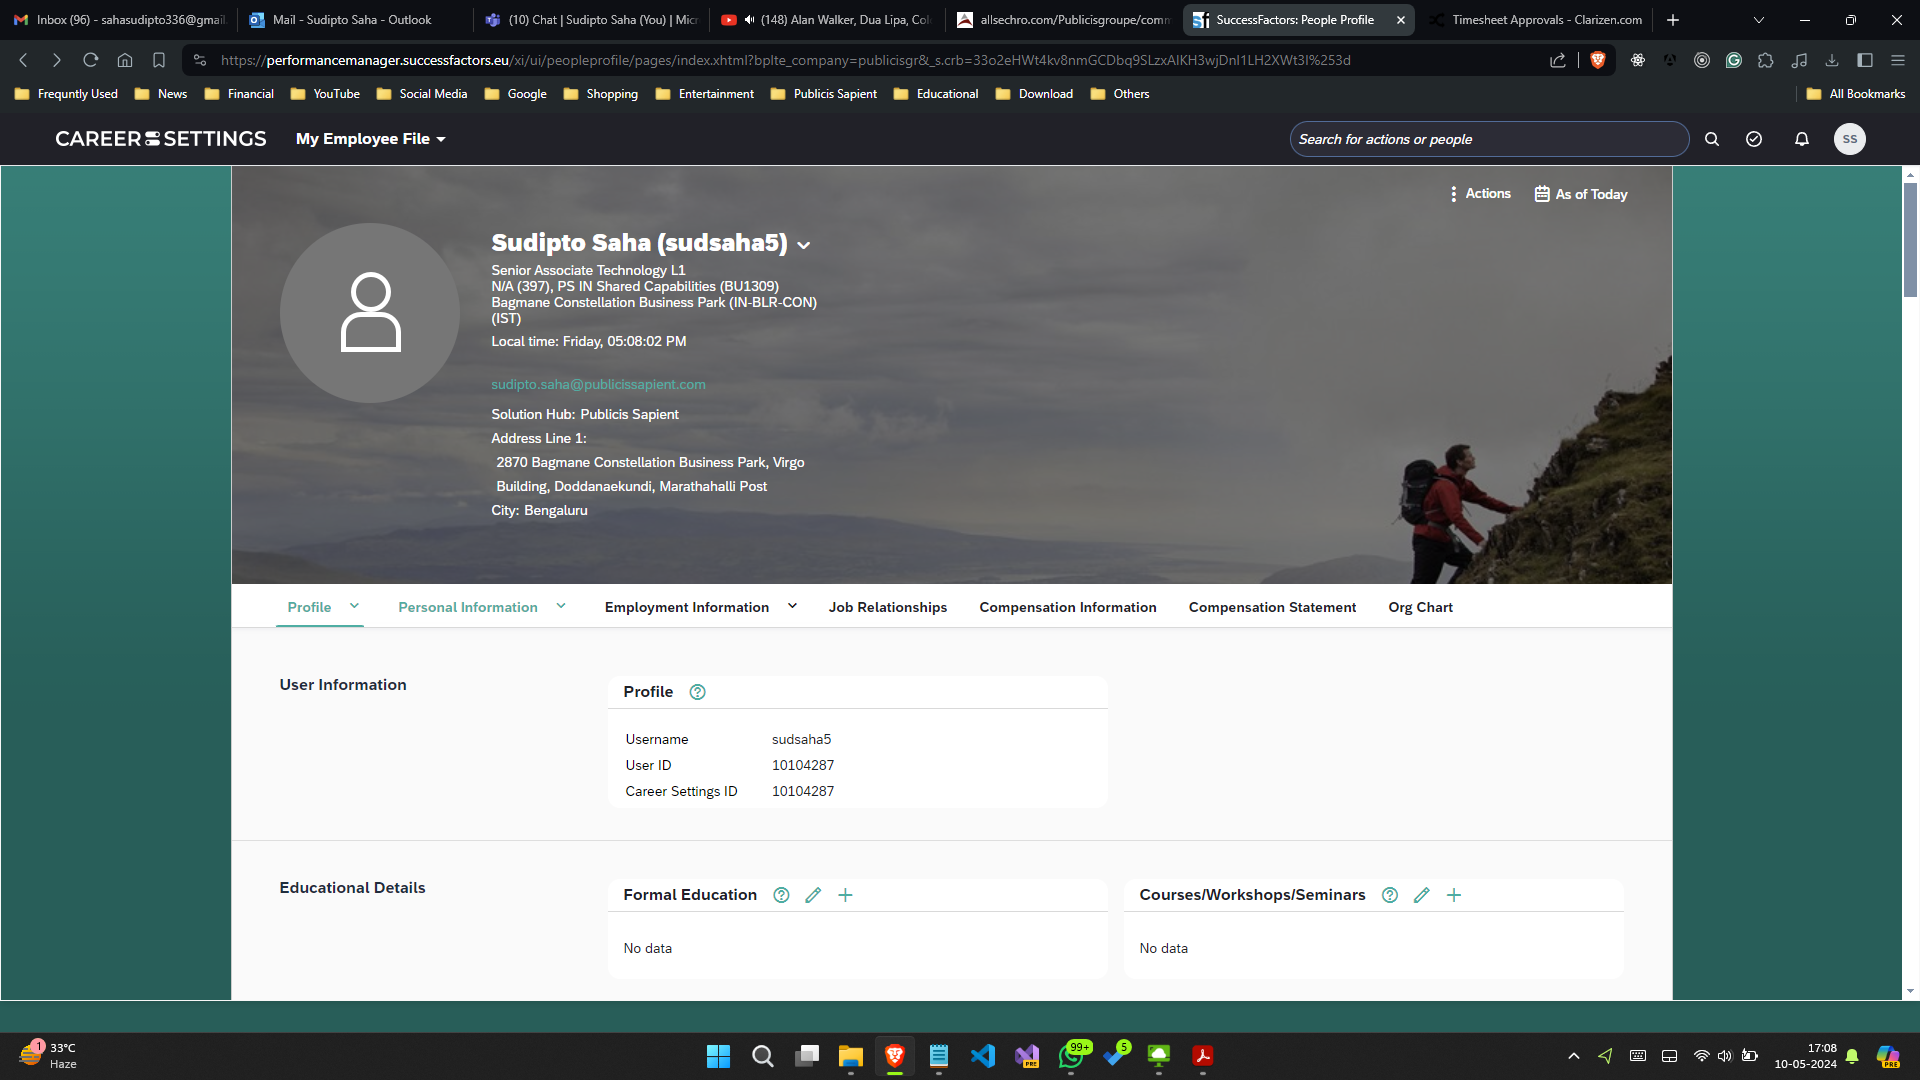 Inbox (96) - sahasudipto336@gmail.
Mail - Sudipto Saha - Outlook
(10) Chat | Sudipto Saha (You) | Micr
(148) Alan Walker, Dua Lipa, Col
allsechro.com/Publicisgroupe/comm
SuccessFactors: People Profile
Timesheet Approvals - Clarizen.com
https://performancemanager.successfactors.eu/xi/ui/peopleprofile/pages/index.xhtml?bplte_company=publicisgr&_s.crb=33o2eHWt4kv8nmGCDbq9SLzxAIKH3wjDnI1LH2XWt3I%253d
Frequntly Used
News
Financial
YouTube
Social Media
Google
Shopping
Entertainment
Publicis Sapient
Educational
Download
Others
All Bookmarks
CAREER SETTINGS
My Employee File
Search for actions or people
SS
Actions
As of Today
Sudipto Saha (sudsaha5)
Senior Associate Technology L1
N/A (397), PS IN Shared Capabilities (BU1309)
Bagmane Constellation Business Park (IN-BLR-CON)
(IST)
Local time: Friday, 05:08:02 PM
sudipto.saha@publicissapient.com
Solution Hub: Publicis Sapient
Address Line 1:
2870 Bagmane Constellation Business Park, Virgo
Building, Doddanaekundi, Marathahalli Post
City: Bengaluru
Profile
Personal Information
Employment Information
Job Relationships
Compensation Information
Compensation Statement
Org Chart
User Information
Profile
Username sudsaha5
User ID 10104287
Career Settings ID 10104287
Educational Details
Formal Education
No data
Courses/Workshops/Seminars
No data
1
33°C
Haze
PRE
99+
5
17:08
10-05-2024
PRE